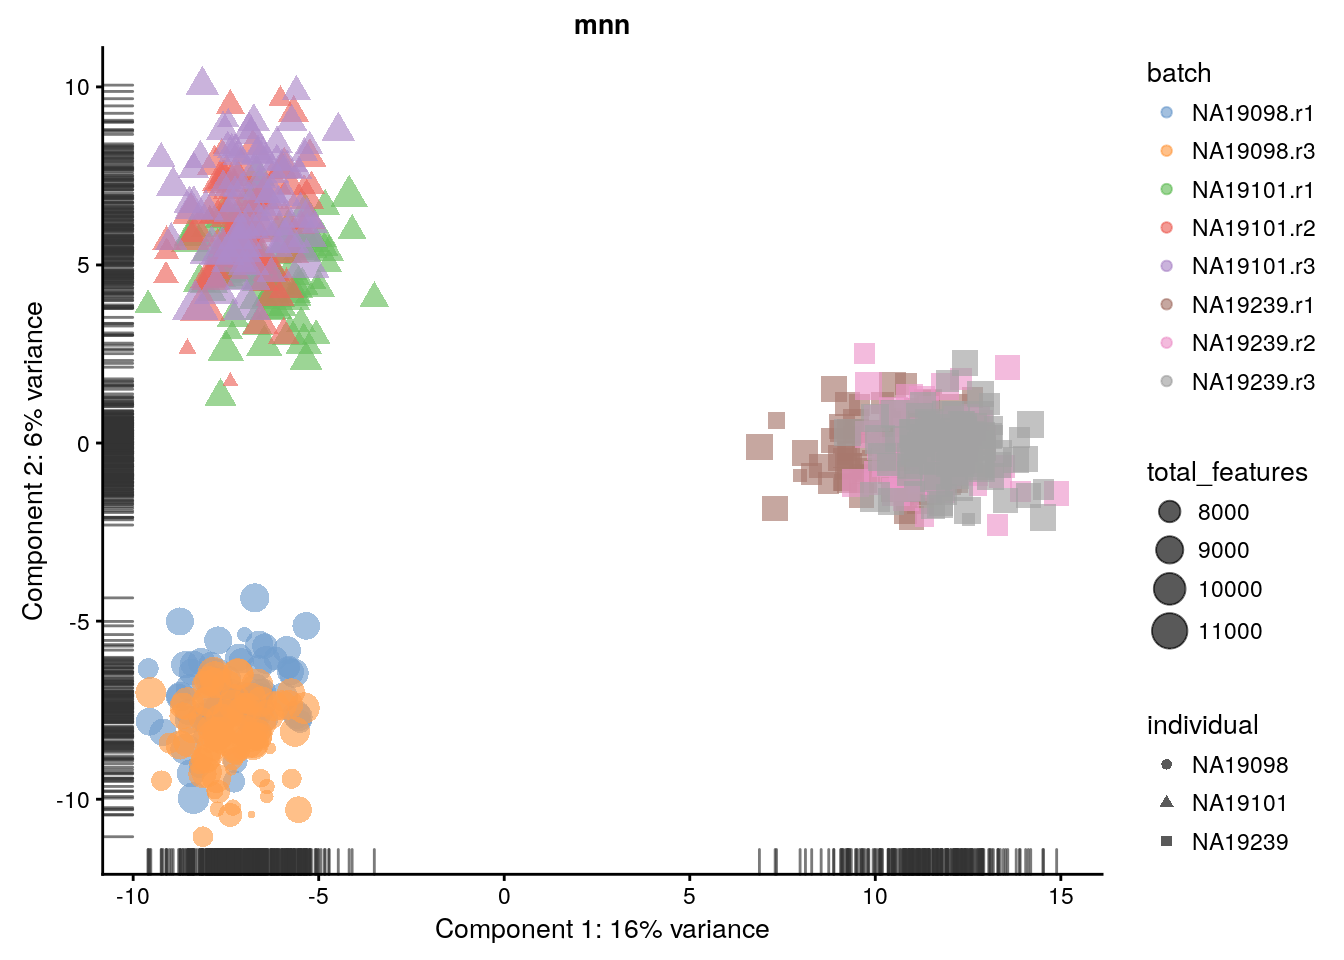 mnn
10
5
0
-5
-10
Component 2: 6% variance
-10
-5
0
5
10
15
Component 1: 16% variance
batch
NA19098.r1
NA19098.r3
NA19101.r1
NA19101.r2
NA19101.r3
NA19239.r1
NA19239.r2
NA19239.r3
total_features
8000
9000
10000
11000
individual
NA19098
NA19101
NA19239